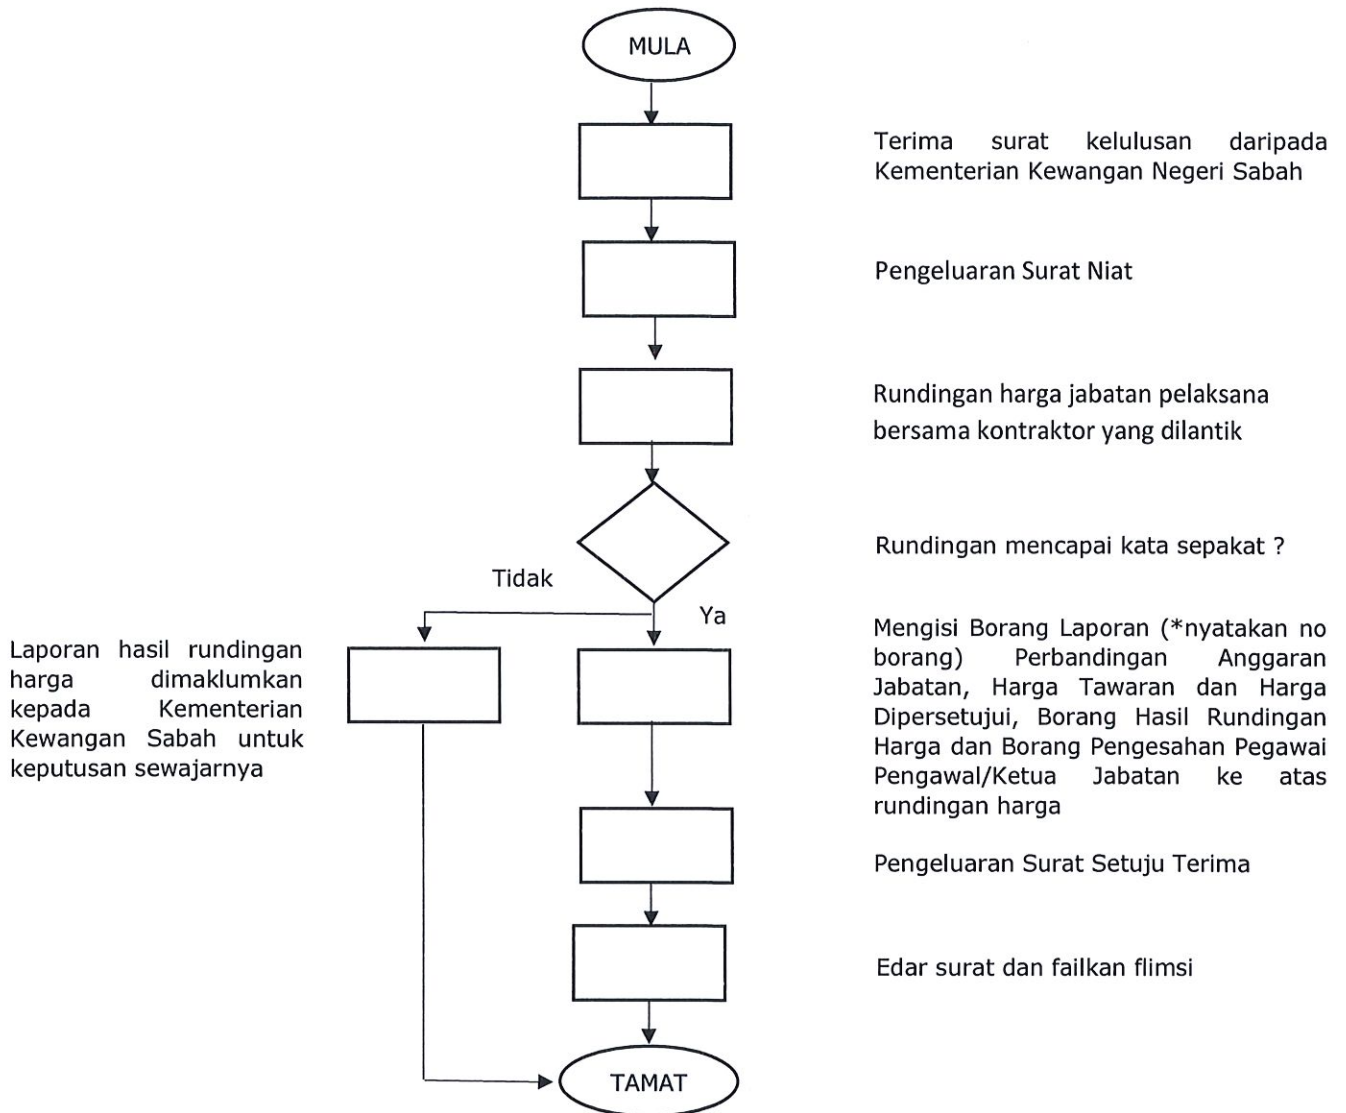 MULA
Terima surat kelulusan daripada
Kementerian Kewangan Negeri Sabah
Pengeluaran Surat Niat
Rundingan harga jabatan pelaksana
bersama kontraktor yang dilantik
Rundingan mencapai kata sepakat ?
Tidak
Ya
Laporan hasil rundingan
harga dimaklumkan
kepada Kementerian
Kewangan Sabah untuk
keputusan sewajarnya
Mengisi Borang Laporan (*nyatakan no
borang) Perbandingan Anggaran
Jabatan, Harga Tawaran dan Harga
Dipersetujui, Borang Hasil Rundingan
Harga dan Borang Pengesahan Pegawai
Pengawal/Ketua Jabatan ke atas
rundingan harga
Pengeluaran Surat Setuju Terima
Edar surat dan failkan flimsi
TAMAT